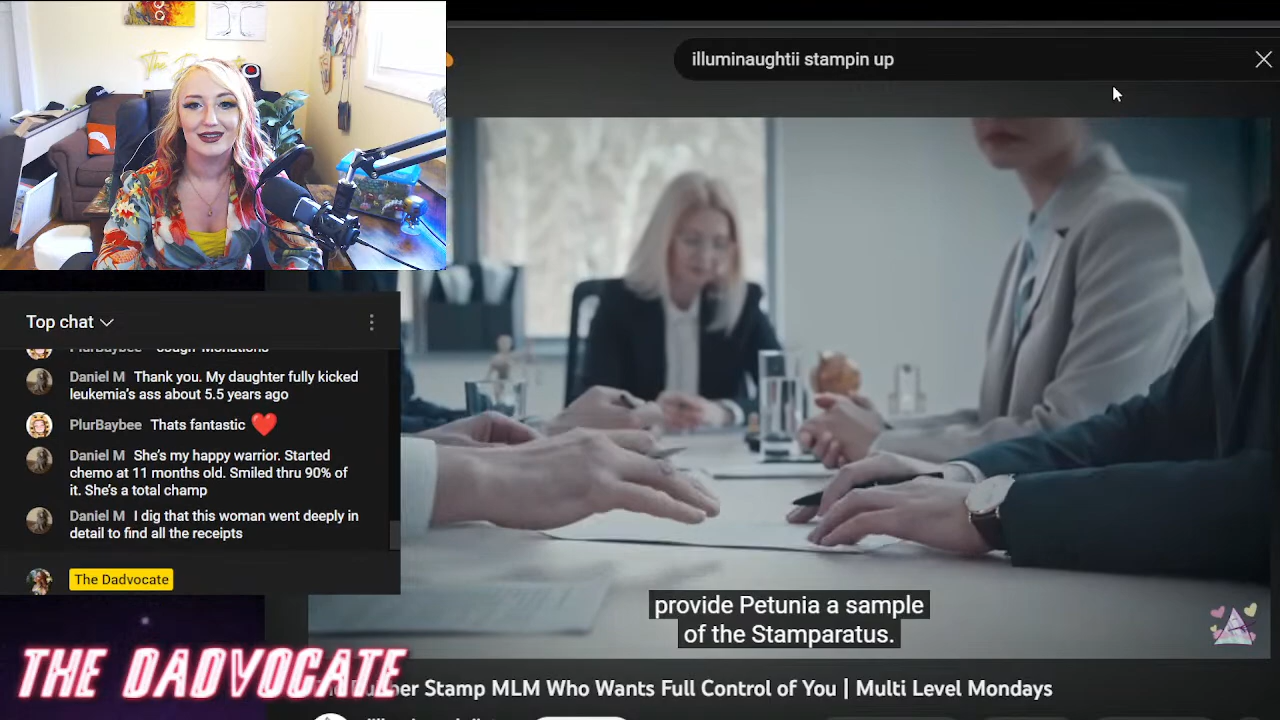 The Dadvocate
illuminaughtii stampin up
Top chat
PlurBaybee
Daniel M Thank you. My daughter fully kicked
leukemia's ass about 5.5 years ago
PlurBaybee Thats fantastic ❤️
Daniel M She's my happy warrior. Started
chemo at 11 months old. Smiled thru 90% of
it. She's a total champ
Daniel M I dig that this woman went deeply in
detail to find all the receipts
The Dadvocate
provide Petunia a sample
of the Stamparatus.
THE DADVOCATE
Stamp MLM Who Wants Full Control of You | Multi Level Mondays